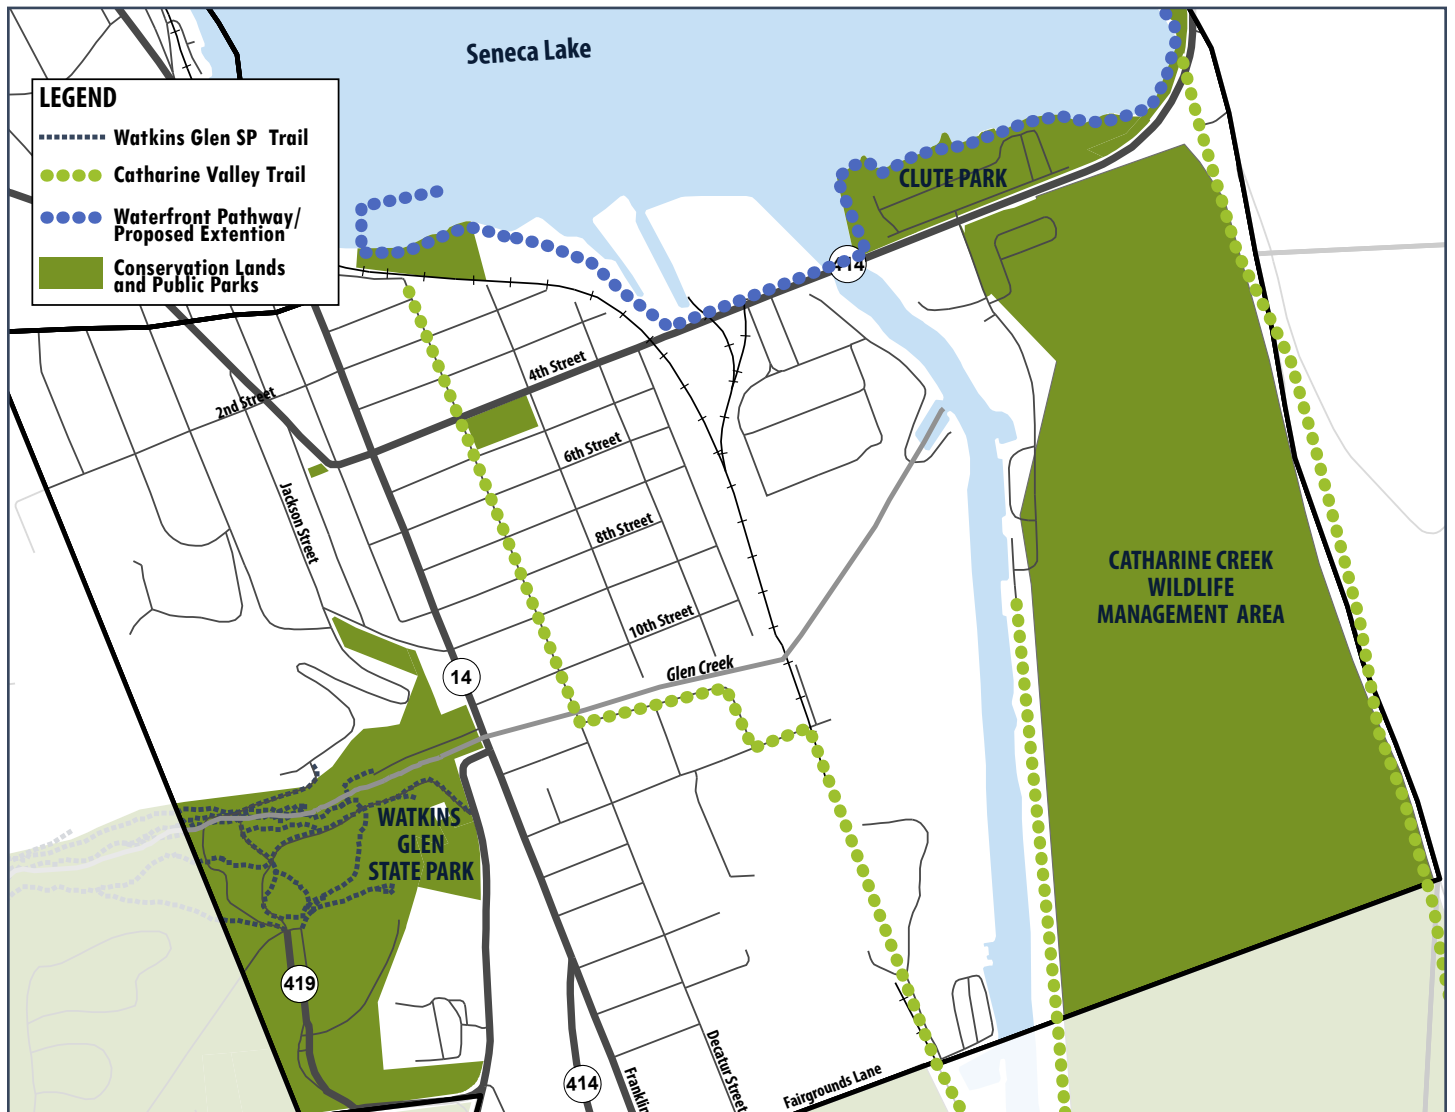 Seneca Lake
LEGEND
Watkins Glen SP Trail
Catharine Valley Trail
Waterfront Pathway/
Proposed Extention
Conservation Lands
and Public Parks
CLUTE PARK
414
4th Street
2nd Street
6th Street
Jackson Street
8th Street
CATHARINE CREEK
WILDLIFE
MANAGEMENT AREA
10th Street
Glen Creek
14
WATKINS
GLEN
STATE PARK
419
414
Franklin
Decatur Street
Fairgrounds Lane